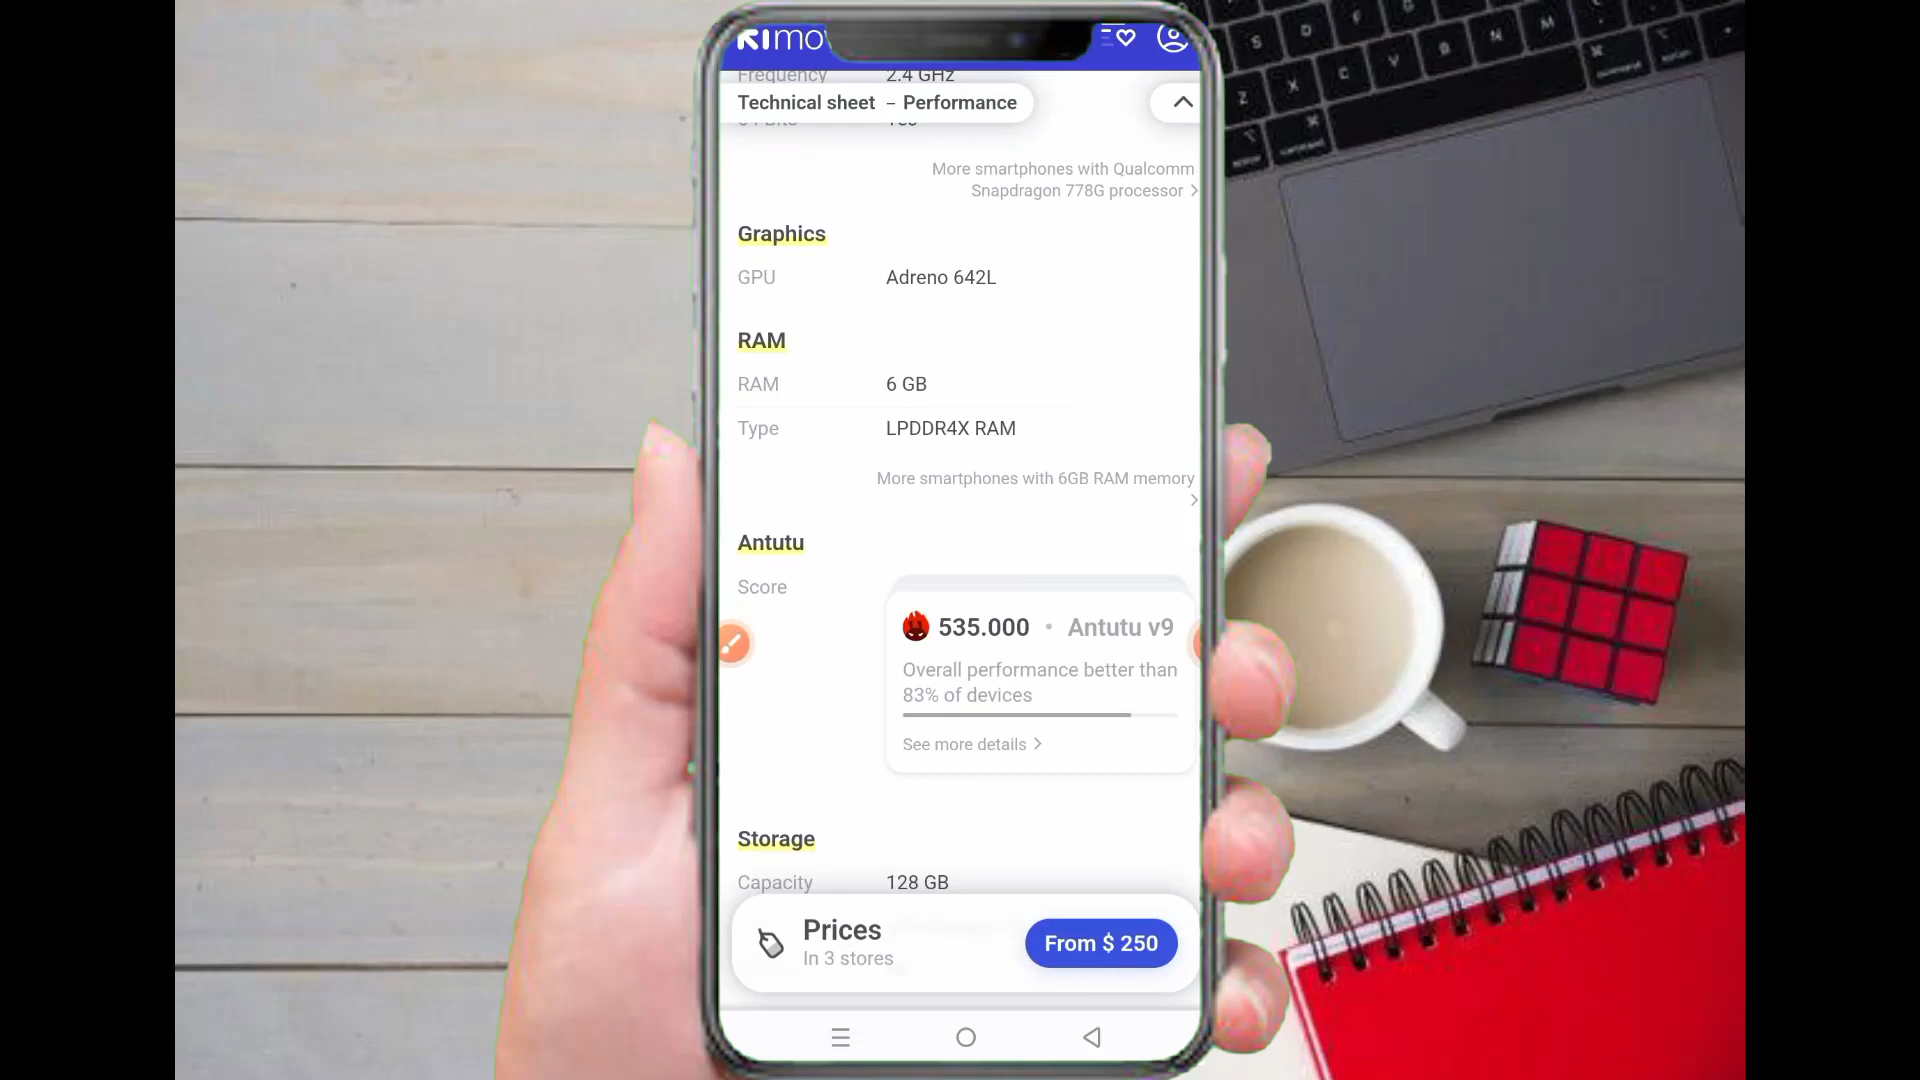 Frequency 2.4 GHz
Technical sheet – Performance
More smartphones with Qualcomm
Snapdragon 778G processor
Graphics
GPU Adreno 642L
RAM
RAM 6 GB
Type LPDDR4X RAM
More smartphones with 6GB RAM memory
Antutu
Score
535.000 • Antutu v9
Overall performance better than
83% of devices
See more details
Storage
Capacity 128 GB
Prices
In 3 stores
From $ 250